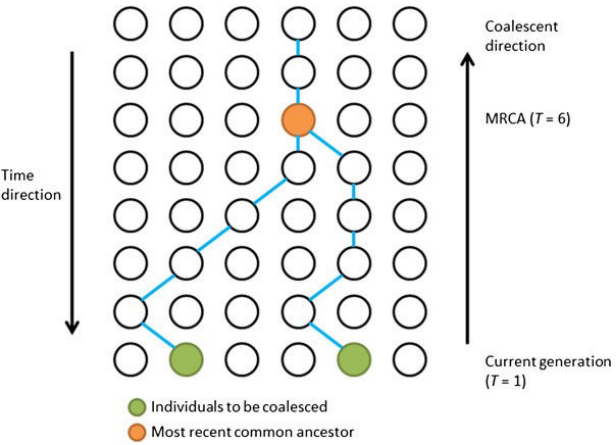 Coalescent
direction
MRCA (T = 6)
Time
direction
Current generation
(T = 1)
Individuals to be coalesced
Most recent common ancestor